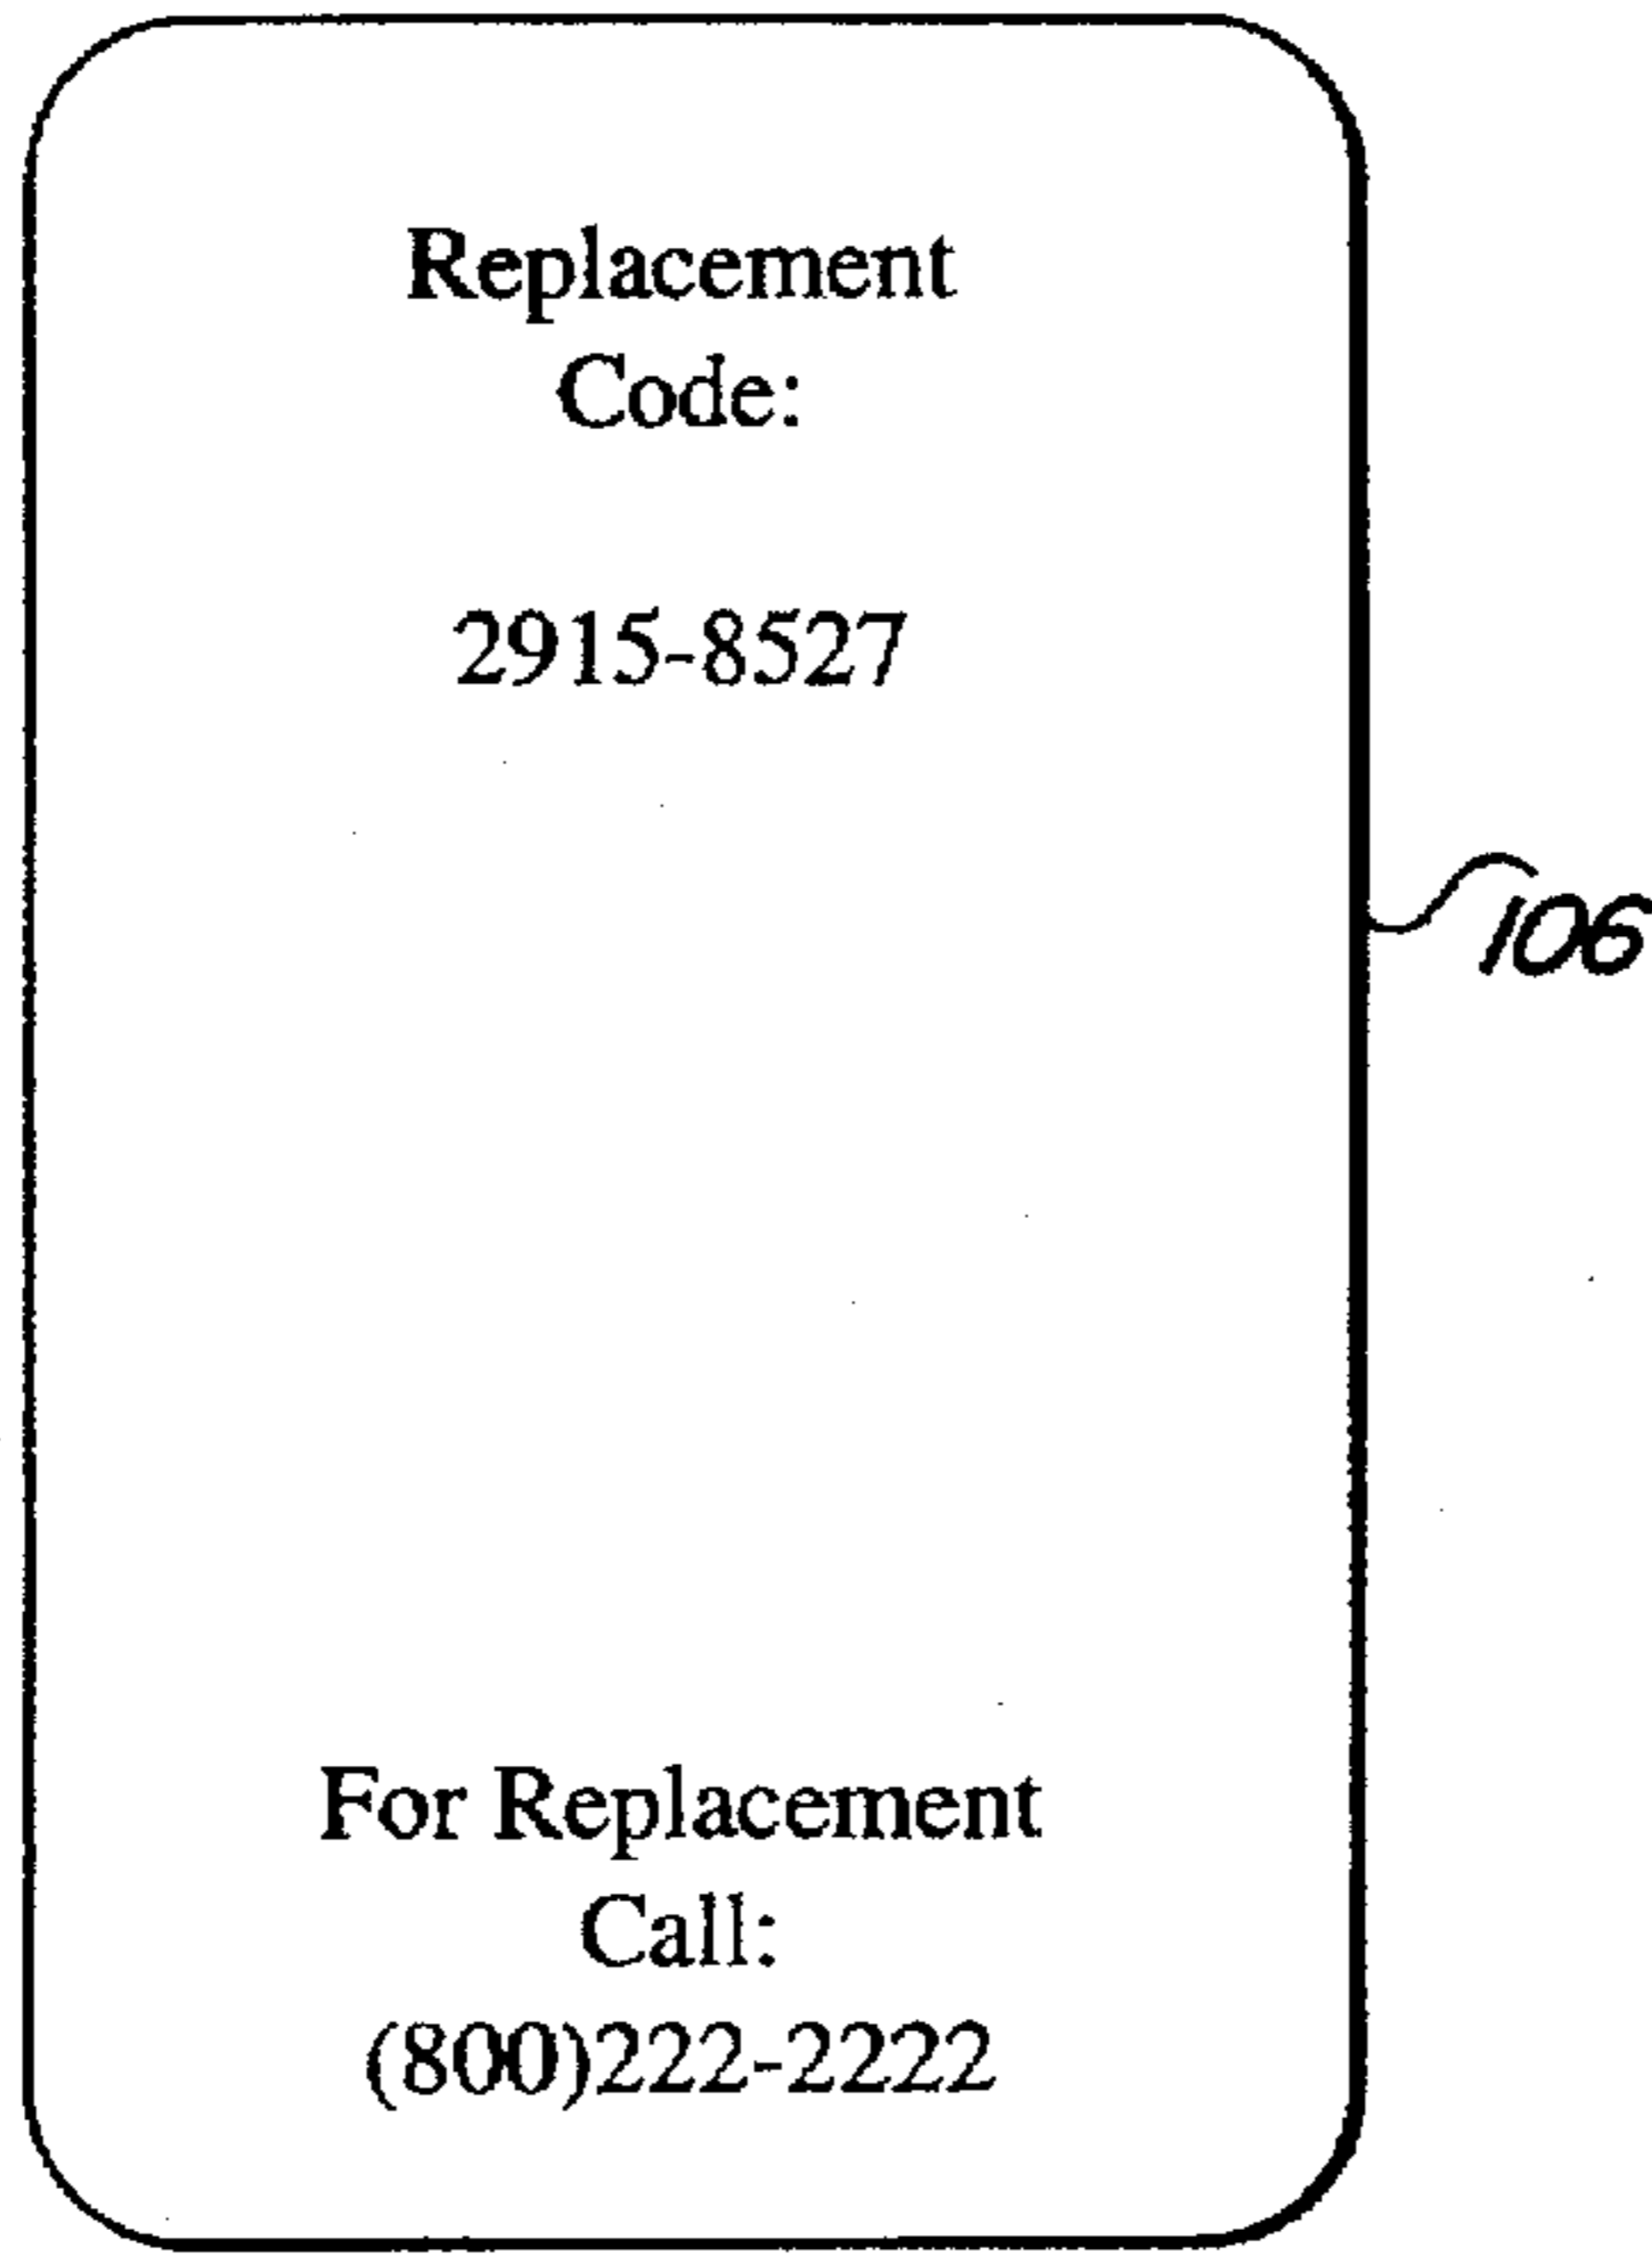 Replacement
Code:
2915-8527
106
For Replacement
Call:
(800)222-2222